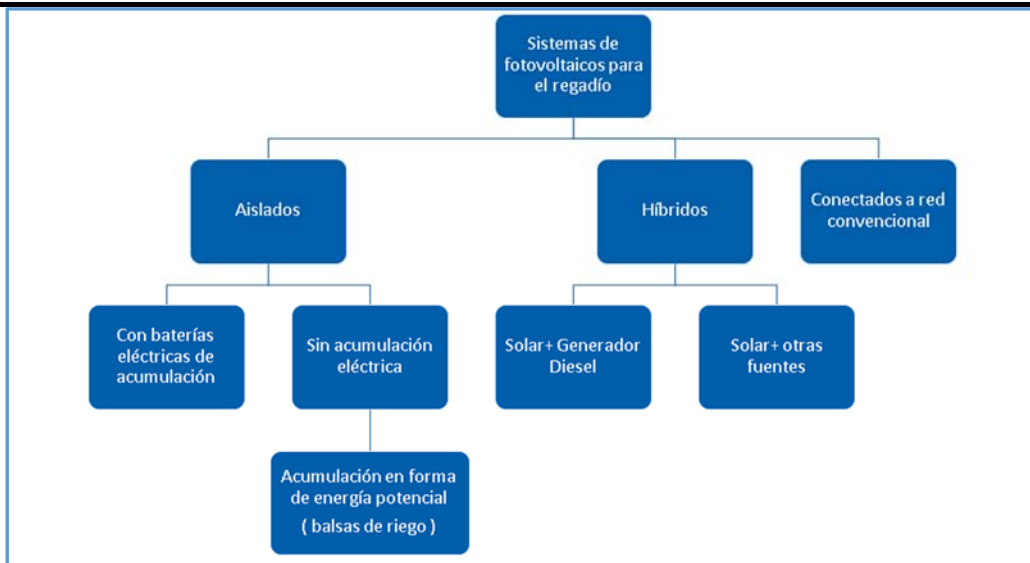 Sistemas de
fotovoltaicos para
el regadío
Aislados
Híbridos
Conectados a red
convencional
Con baterías
eléctricas de
acumulación
Sin acumulación
eléctrica
Solar+ Generador
Diesel
Solar+ otras
fuentes
Acumulación en forma
de energía potencial
( balsas de riego )